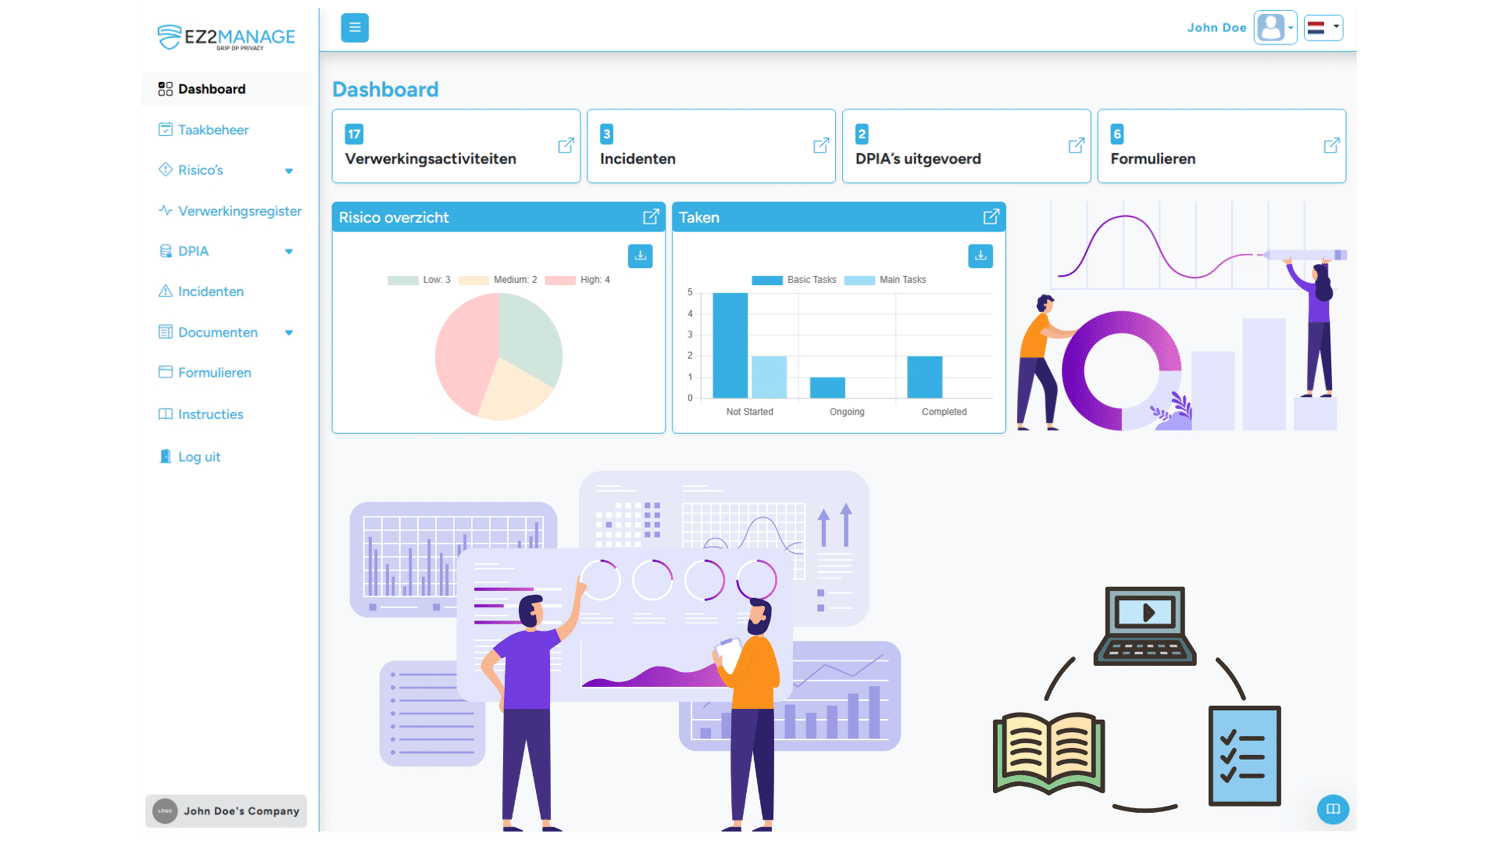 EZ2MANAGE
GRIP OP PRIVACY
John Doe
Dashboard
Taakbeheer
Risico's
Verwerkingsregister
DPIA
Incidenten
Documenten
Formulieren
Instructies
Log uit
LOGO
John Doe's Company
Dashboard
17
Verwerkingsactiviteiten
3
Incidenten
2
DPIA's uitgevoerd
6
Formulieren
Risico overzicht
Low: 3 Medium: 2 High: 4
Taken
Basic Tasks Main Tasks
5
4
3
2
1
0
Not Started Ongoing Completed